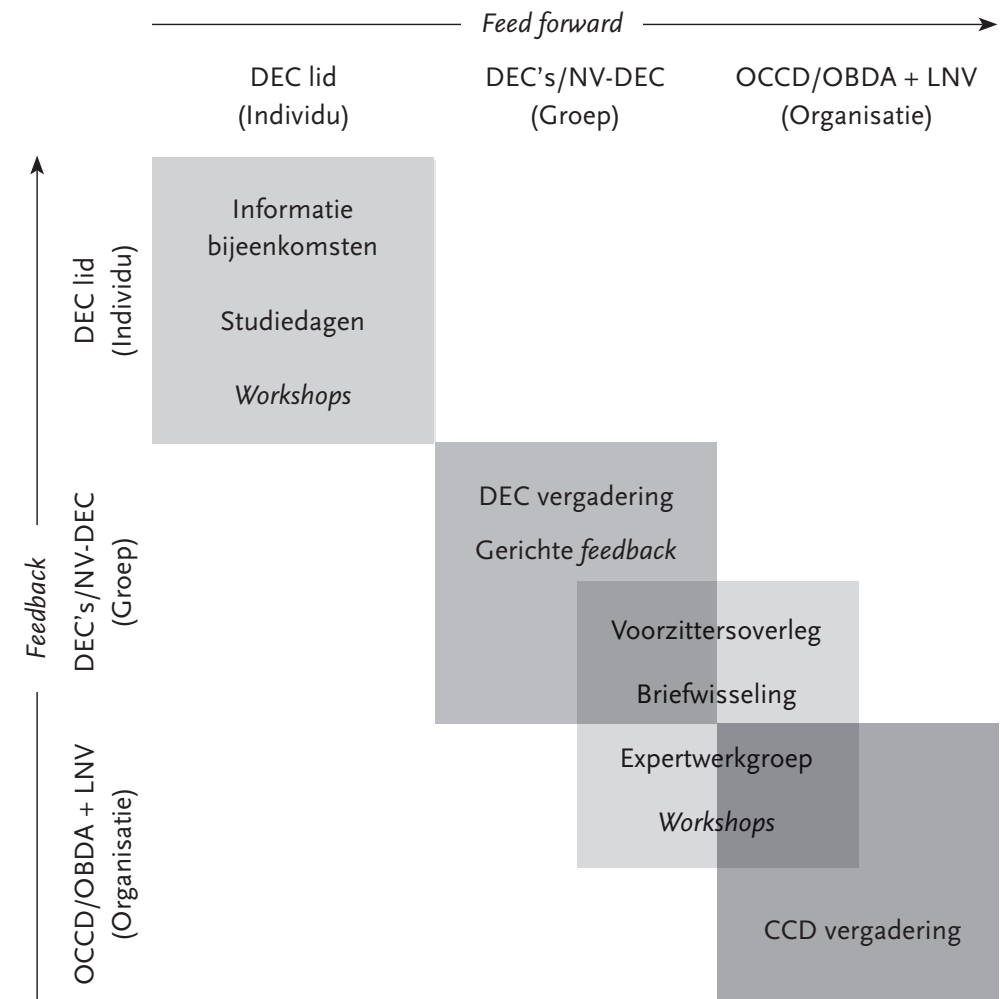 Feed forward
DEC lid
(Individu)
DEC's/NV-DEC
(Groep)
OCCD/OBDA + LNV
(Organisatie)
Feedback
DEC lid
(Individu)
DEC's/NV-DEC
(Groep)
OCCD/OBDA + LNV
(Organisatie)
Informatie
bijeenkomsten
Studiedagen
Workshops
DEC vergadering
Gerichte feedback
Voorzittersoverleg
Briefwisseling
Expertwerkgroep
Workshops
CCD vergadering